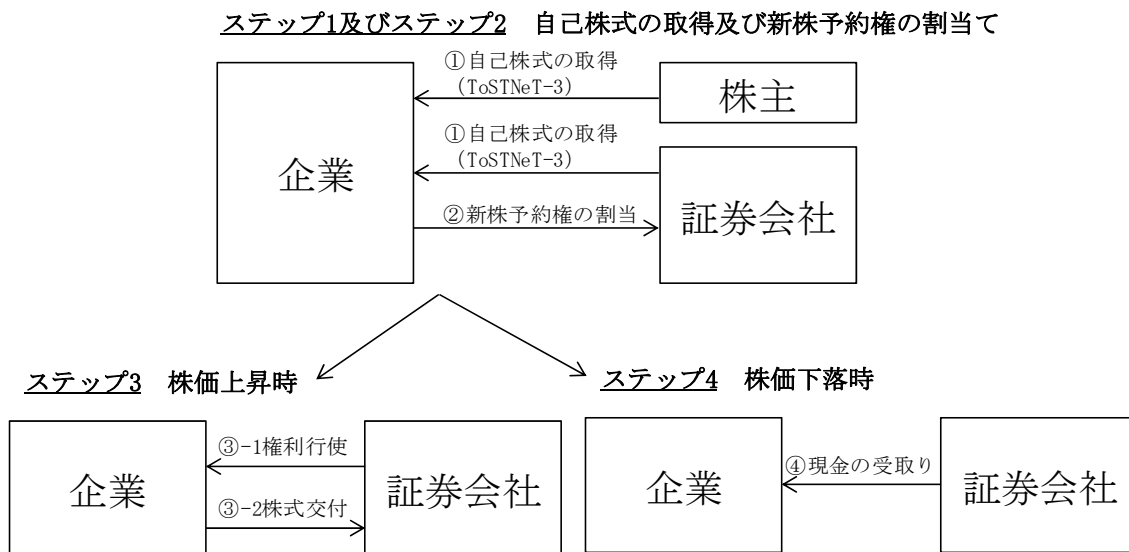 ステップ1及びステップ2　自己株式の取得及び新株予約権の割当て
①自己株式の取得
(ToSTNeT-3)
株主
①自己株式の取得
(ToSTNeT-3)
企業
②新株予約権の割当
証券会社
ステップ3　株価上昇時
ステップ4　株価下落時
企業
③-1権利行使
③-2株式交付
証券会社
企業
④現金の受取り
証券会社